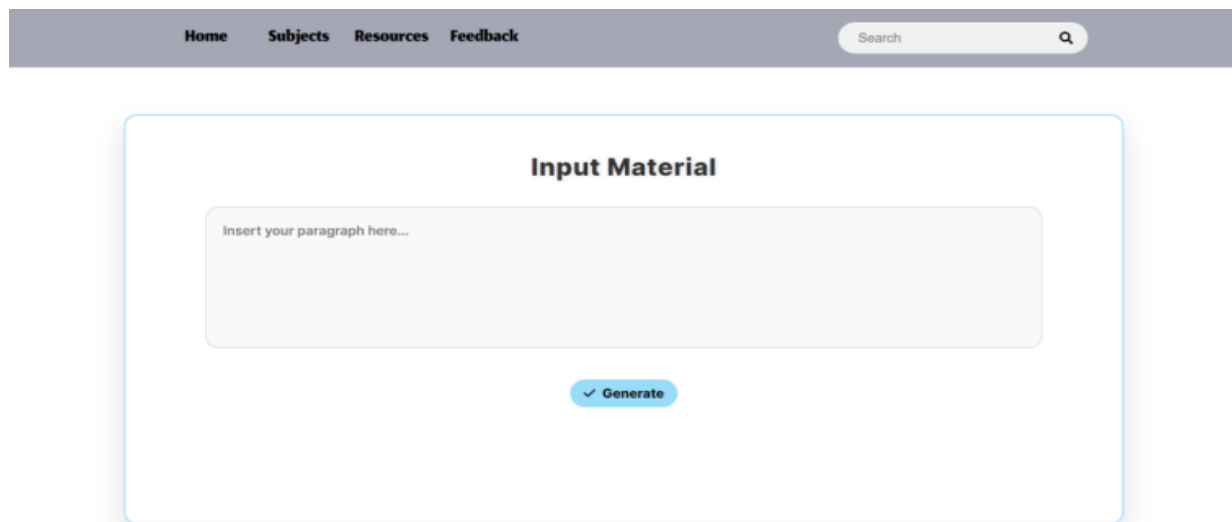 Home Subjects Resources Feedback Search
Input Material
Insert your paragraph here...
Generate